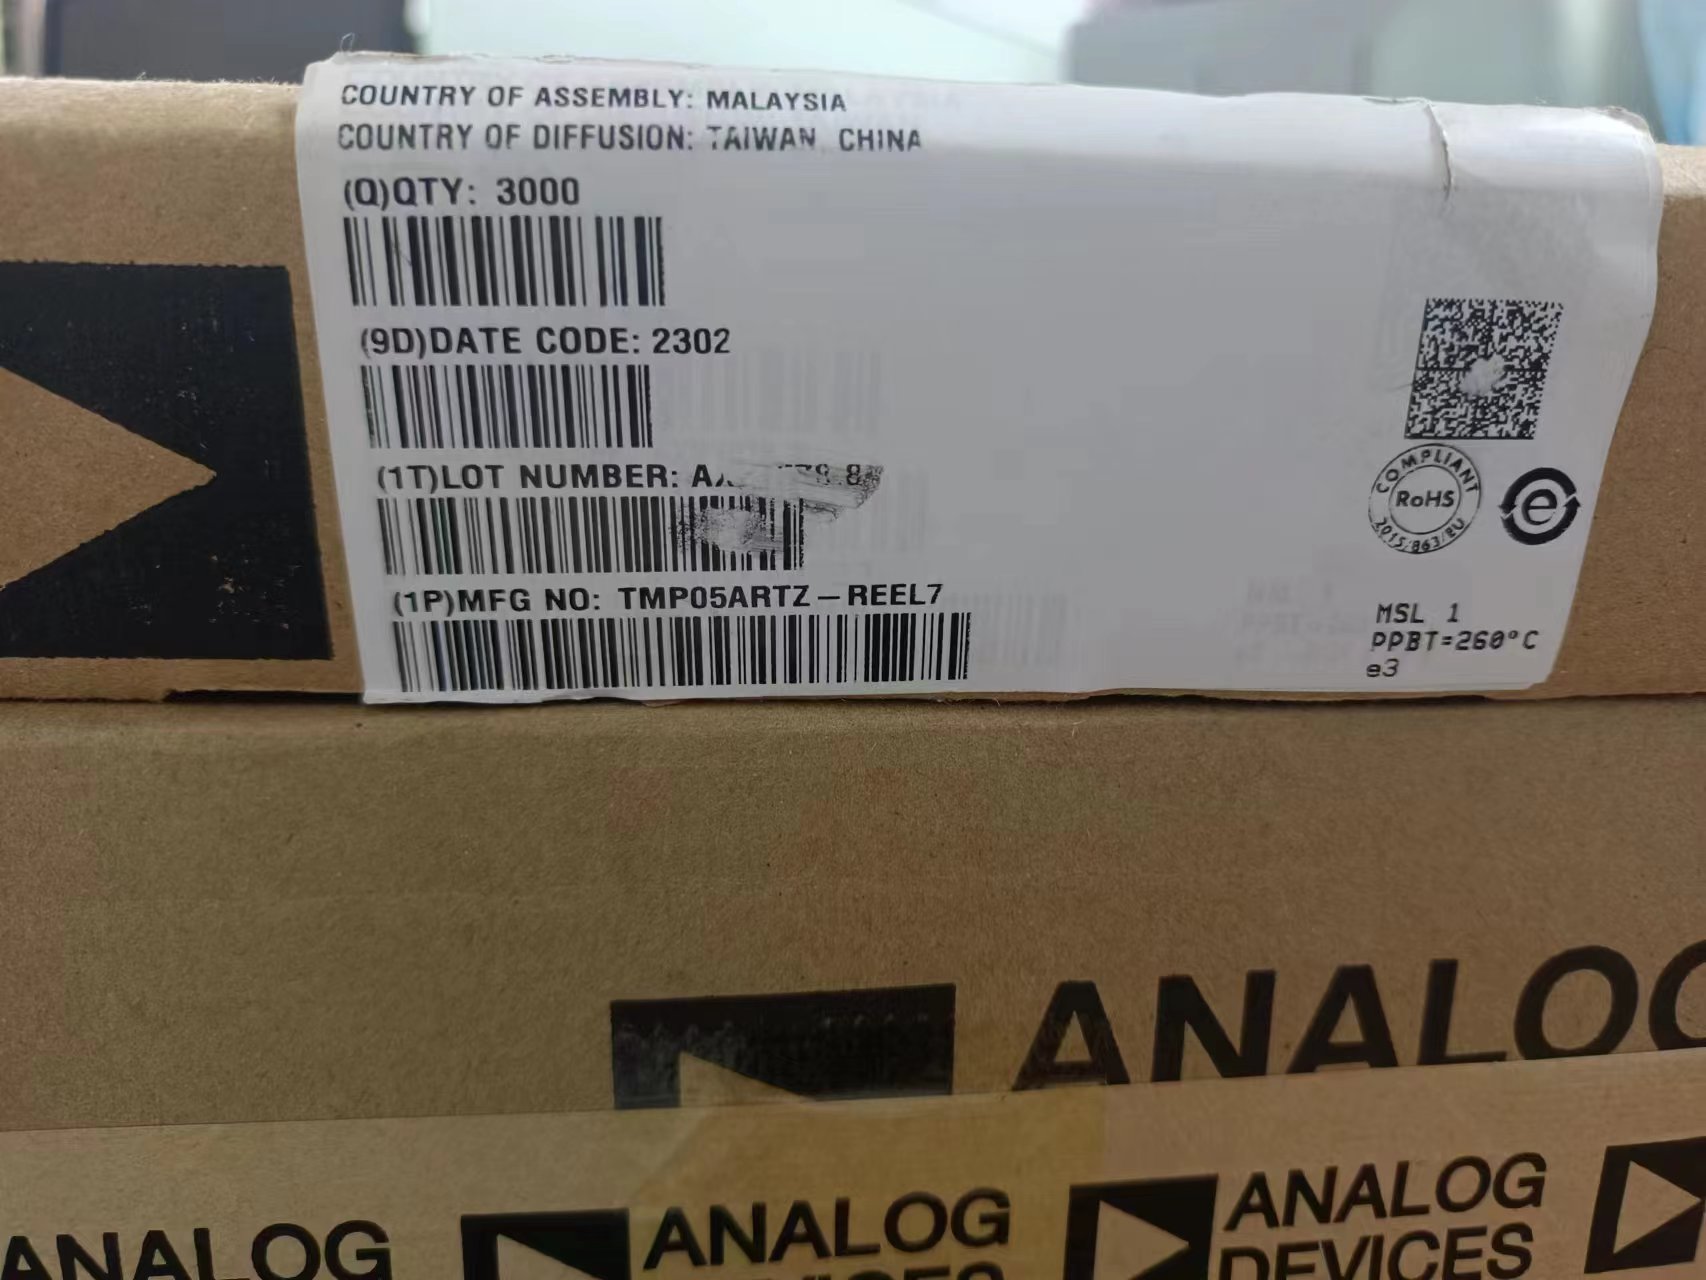 COUNTRY OF ASSEMBLY: MALAYSIA
COUNTRY OF DIFFUSION: TAIWAN CHINA
(Q)QTY: 3000
(9D)DATE CODE: 2302
(1T)LOT NUMBER:
(1P)MFG NO: TMP05ARTZ-REEL7
COMPLIANT
RoHS
2015/863/EU
e
MSL 1
PPBT=260°C
e3
ANALOG
ANALOG
ANALOG
ANALOG
DEVICES